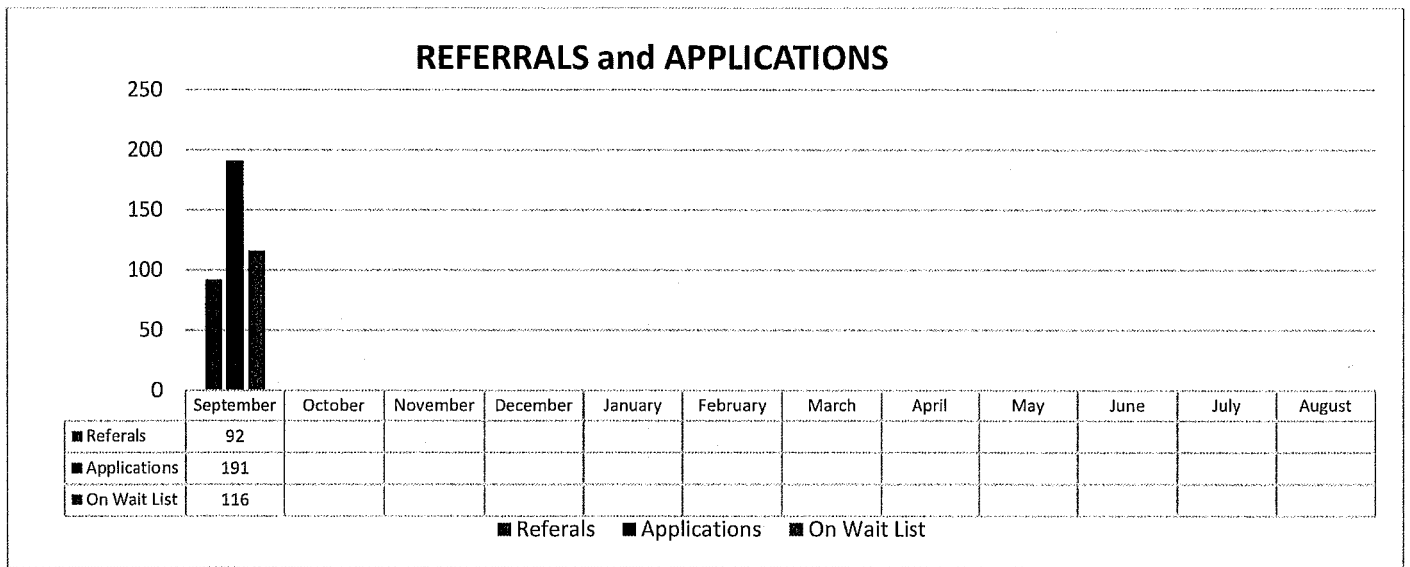 REFERRALS and APPLICATIONS
250
200
150
100
50
0
September October November December January February March April May June July August
Referals 92
Applications 191
On Wait List 116
Referals Applications On Wait List